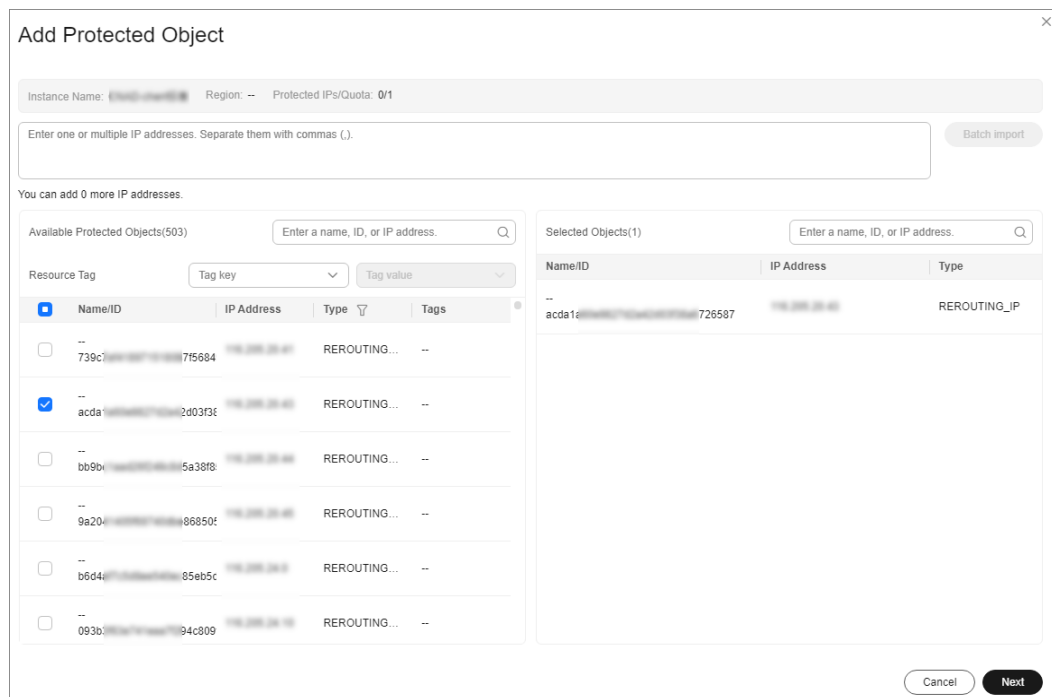 Add Protected Object
Instance Name: Region: -- Protected IPs/Quota: 0/1
Enter one or multiple IP addresses. Separate them with commas (,).
Batch import
You can add 0 more IP addresses.
Available Protected Objects(503)
Enter a name, ID, or IP address.
Resource Tag
Tag key
Tag value
Name/ID IP Address Type Tags
--
739c 7f5684 REROUTING... --
--
acda 2d03f38 REROUTING... --
--
bb9b 5a38f8 REROUTING... --
--
9a20 86850 REROUTING... --
--
b6d4a 85eb5c REROUTING... --
--
093b 94c809 REROUTING... --
Selected Objects(1)
Enter a name, ID, or IP address.
Name/ID IP Address Type
--
acda1a 726587 REROUTING_IP
Cancel
Next